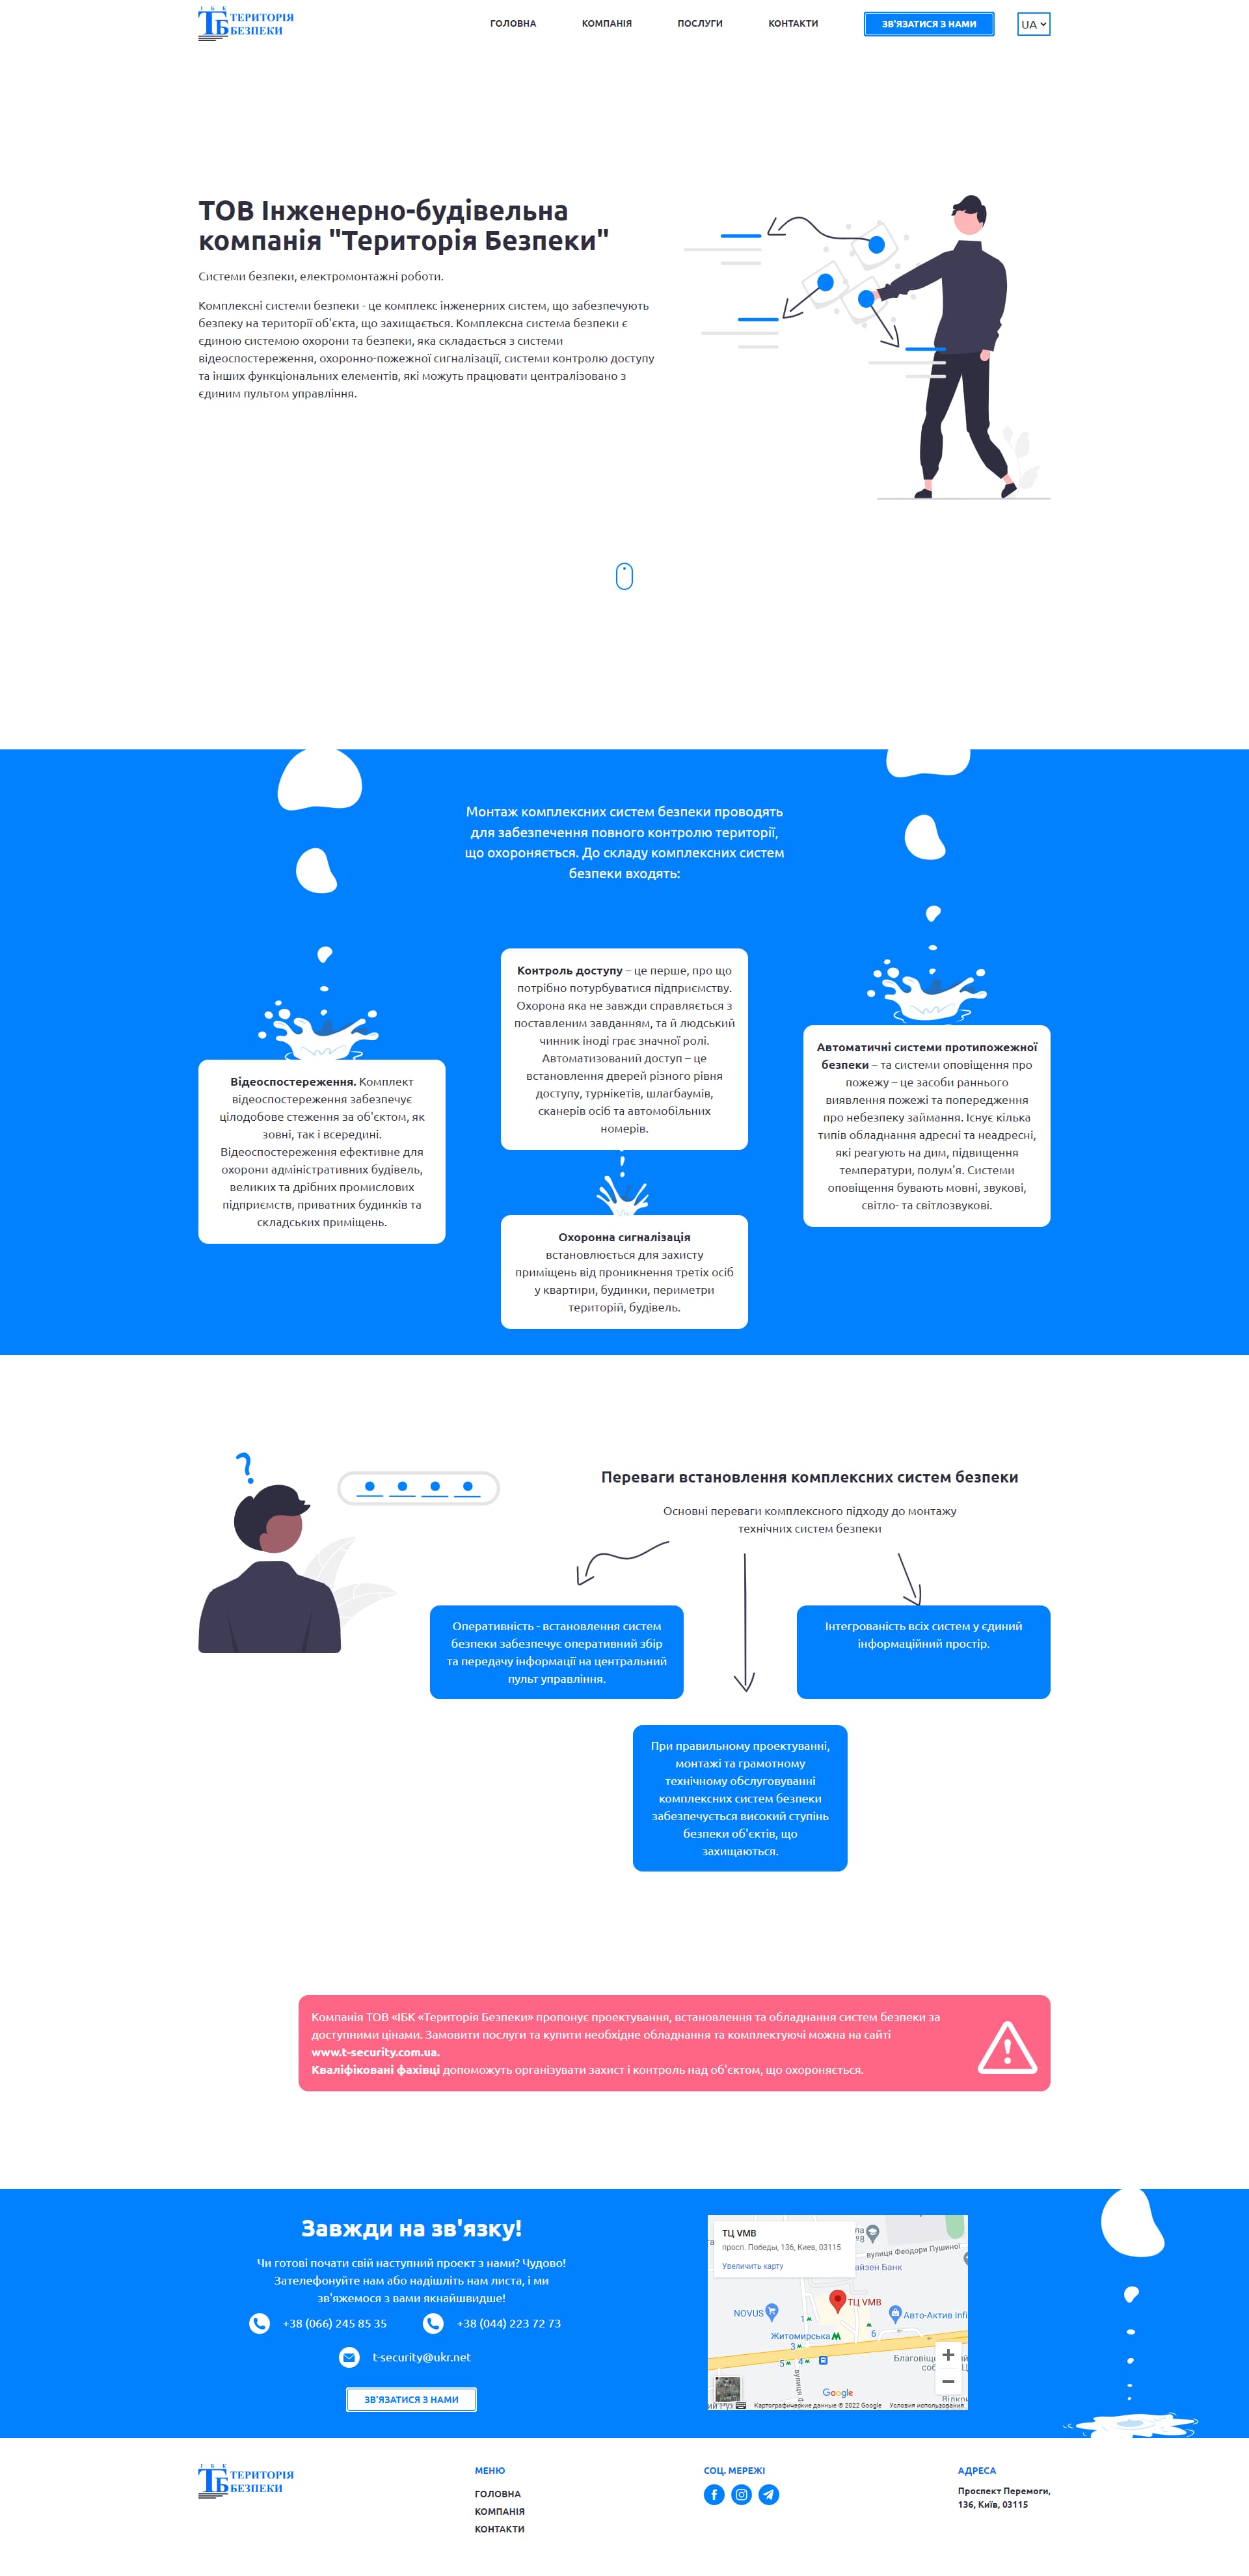 І Б К
ТБ ТЕРИТОРІЯ
БЕЗПЕКИ
ГОЛОВНА
КОМПАНІЯ
ПОСЛУГИ
КОНТАКТИ
ЗВ'ЯЗАТИСЯ З НАМИ
UA
ТОВ Інженерно-будівельна
компанія "Територія Безпеки"
Системи безпеки, електромонтажні роботи.
Комплексні системи безпеки - це комплекс інженерних систем, що забезпечують
безпеку на території об'єкта, що захищається. Комплексна система безпеки є
єдиною системою охорони та безпеки, яка складається з системи
відеоспостереження, охоронно-пожежної сигналізації, системи контролю доступу
та інших функціональних елементів, які можуть працювати централізовано з
єдиним пультом управління.
Монтаж комплексних систем безпеки проводять
для забезпечення повного контролю території,
що охороняється. До складу комплексних систем
безпеки входять:
Відеоспостереження. Комплект
відеоспостереження забезпечує
цілодобове стеження за об'єктом, як
зовні, так і всередині.
Відеоспостереження ефективне для
охорони адміністративних будівель,
великих та дрібних промислових
підприємств, приватних будинків та
складських приміщень.
Контроль доступу – це перше, про що
потрібно потурбуватися підприємству.
Охорона яка не завжди справляється з
поставленим завданням, та й людський
чинник іноді грає значної ролі.
Автоматизований доступ – це
встановлення дверей різного рівня
доступу, турнікетів, шлагбаумів,
сканерів осіб та автомобільних
номерів.
Охоронна сигналізація
встановлюється для захисту
приміщень від проникнення третіх осіб
у квартири, будинки, периметри
територій, будівель.
Автоматичні системи протипожежної
безпеки – та системи оповіщення про
пожежу – це засоби раннього
виявлення пожежі та попередження
про небезпеку займання. Існує кілька
типів обладнання адресні та неадресні,
які реагують на дим, підвищення
температури, полум'я. Системи
оповіщення бувають мовні, звукові,
світло- та світлозвукові.
Переваги встановлення комплексних систем безпеки
Основні переваги комплексного підходу до монтажу
технічних систем безпеки
Оперативність - встановлення систем
безпеки забезпечує оперативний збір
та передачу інформації на центральний
пульт управління.
Інтегрованість всіх систем у єдиний
інформаційний простір.
При правильному проектуванні,
монтажі та грамотному
технічному обслуговуванні
комплексних систем безпеки
забезпечується високий ступінь
безпеки об'єктів, що
захищаються.
Компанія ТОВ «ІБК «Територія Безпеки» пропонує проектування, встановлення та обладнання систем безпеки за
доступними цінами. Замовити послуги та купити необхідне обладнання та комплектуючі можна на сайті
www.t-security.com.ua.
Кваліфіковані фахівці допоможуть організувати захист і контроль над об'єктом, що охороняється.
Завжди на зв'язку!
Чи готові почати свій наступний проект з нами? Чудово!
Зателефонуйте нам або надішліть нам листа, і ми
зв'яжемося з вами якнайшвидше!
+38 (066) 245 85 35
+38 (044) 223 72 73
t-security@ukr.net
ЗВ'ЯЗАТИСЯ З НАМИ
ТЦ VMB
просп. Победы, 136, Киев, 03115
Увеличить карту
вулиця Феодори Пушиної
айзен Банк
NOVUS
ТЦ VMB
Авто-Актив Infi
Житомирська
1
3
4
5
6
Благовіщ
Google
Картографические данные © 2022 Google
Условия использования
І Б К
ТБ ТЕРИТОРІЯ
БЕЗПЕКИ
МЕНЮ
ГОЛОВНА
КОМПАНІЯ
КОНТАКТИ
СОЦ. МЕРЕЖІ
АДРЕСА
Проспект Перемоги,
136, Київ, 03115